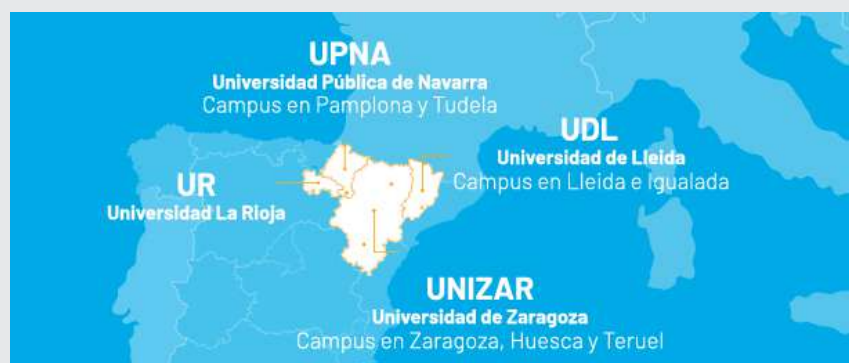 UPNA
Universidad Pública de Navarra
Campus en Pamplona y Tudela
UDL
Universidad de Lleida
Campus en Lleida e Igualada
UR
Universidad La Rioja
UNIZAR
Universidad de Zaragoza
Campus en Zaragoza, Huesca y Teruel